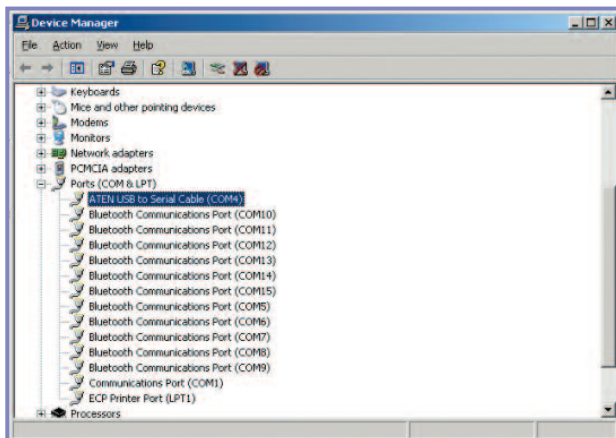 Device Manager
File Action View Help
Keyboards
Mice and other pointing devices
Modems
Monitors
Network adapters
PCMCIA adapters
Ports (COM & LPT)
ATEN USB to Serial Cable (COM4)
Bluetooth Communications Port (COM10)
Bluetooth Communications Port (COM11)
Bluetooth Communications Port (COM12)
Bluetooth Communications Port (COM13)
Bluetooth Communications Port (COM14)
Bluetooth Communications Port (COM15)
Bluetooth Communications Port (COM5)
Bluetooth Communications Port (COM6)
Bluetooth Communications Port (COM7)
Bluetooth Communications Port (COM8)
Bluetooth Communications Port (COM9)
Communications Port (COM1)
ECP Printer Port (LPT1)
Processors